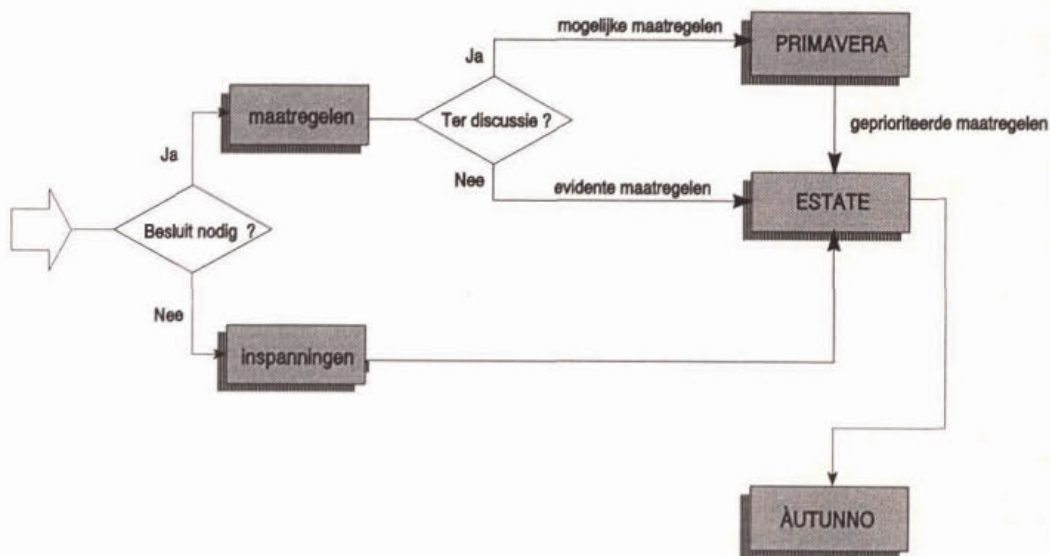 mogelijke maatregelen
PRIMAVERA
Ja
maatregelen
Ter discussie ?
geprioriteerde maatregelen
Ja
Nee
evidente maatregelen
ESTATE
Besluit nodig ?
Nee
inspanningen
ÀUTUNNO